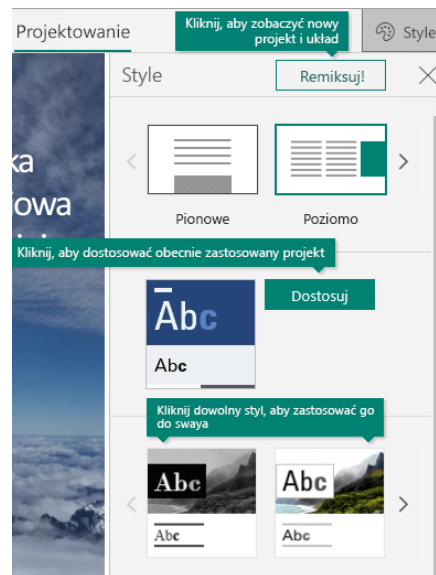 Projektowanie
Kliknij, aby zobaczyć nowy
projekt i układ
Style
Style
Remiksuj!
ka
iowa
Pionowe
Poziomo
Kliknij, aby dostosować obecnie zastosowany projekt
Dostosuj
Abc
Abc
Kliknij dowolny styl, aby zastosować go
do swaya
Abc
Abc
Abc
Abc